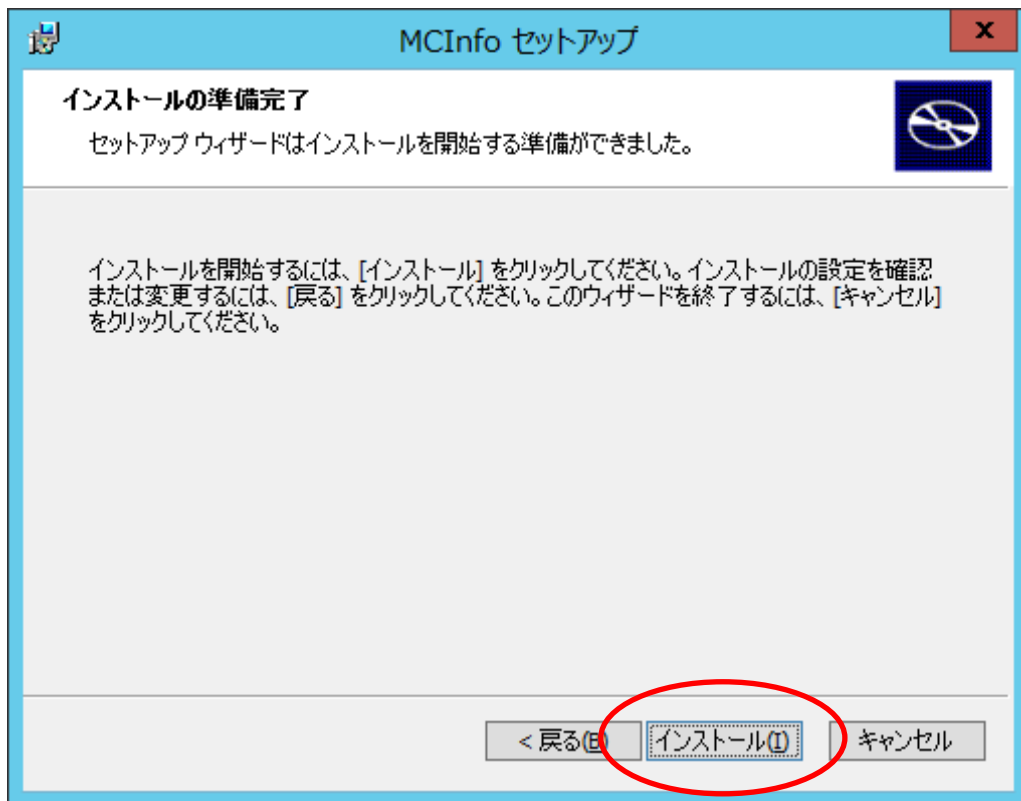 MCInfo セットアップ
インストールの準備完了
セットアップ ウィザードはインストールを開始する準備ができました。
インストールを開始するには、[インストール] をクリックしてください。インストールの設定を確認
または変更するには、[戻る] をクリックしてください。このウィザードを終了するには、[キャンセル]
をクリックしてください。
< 戻る(B)
インストール(I)
キャンセル